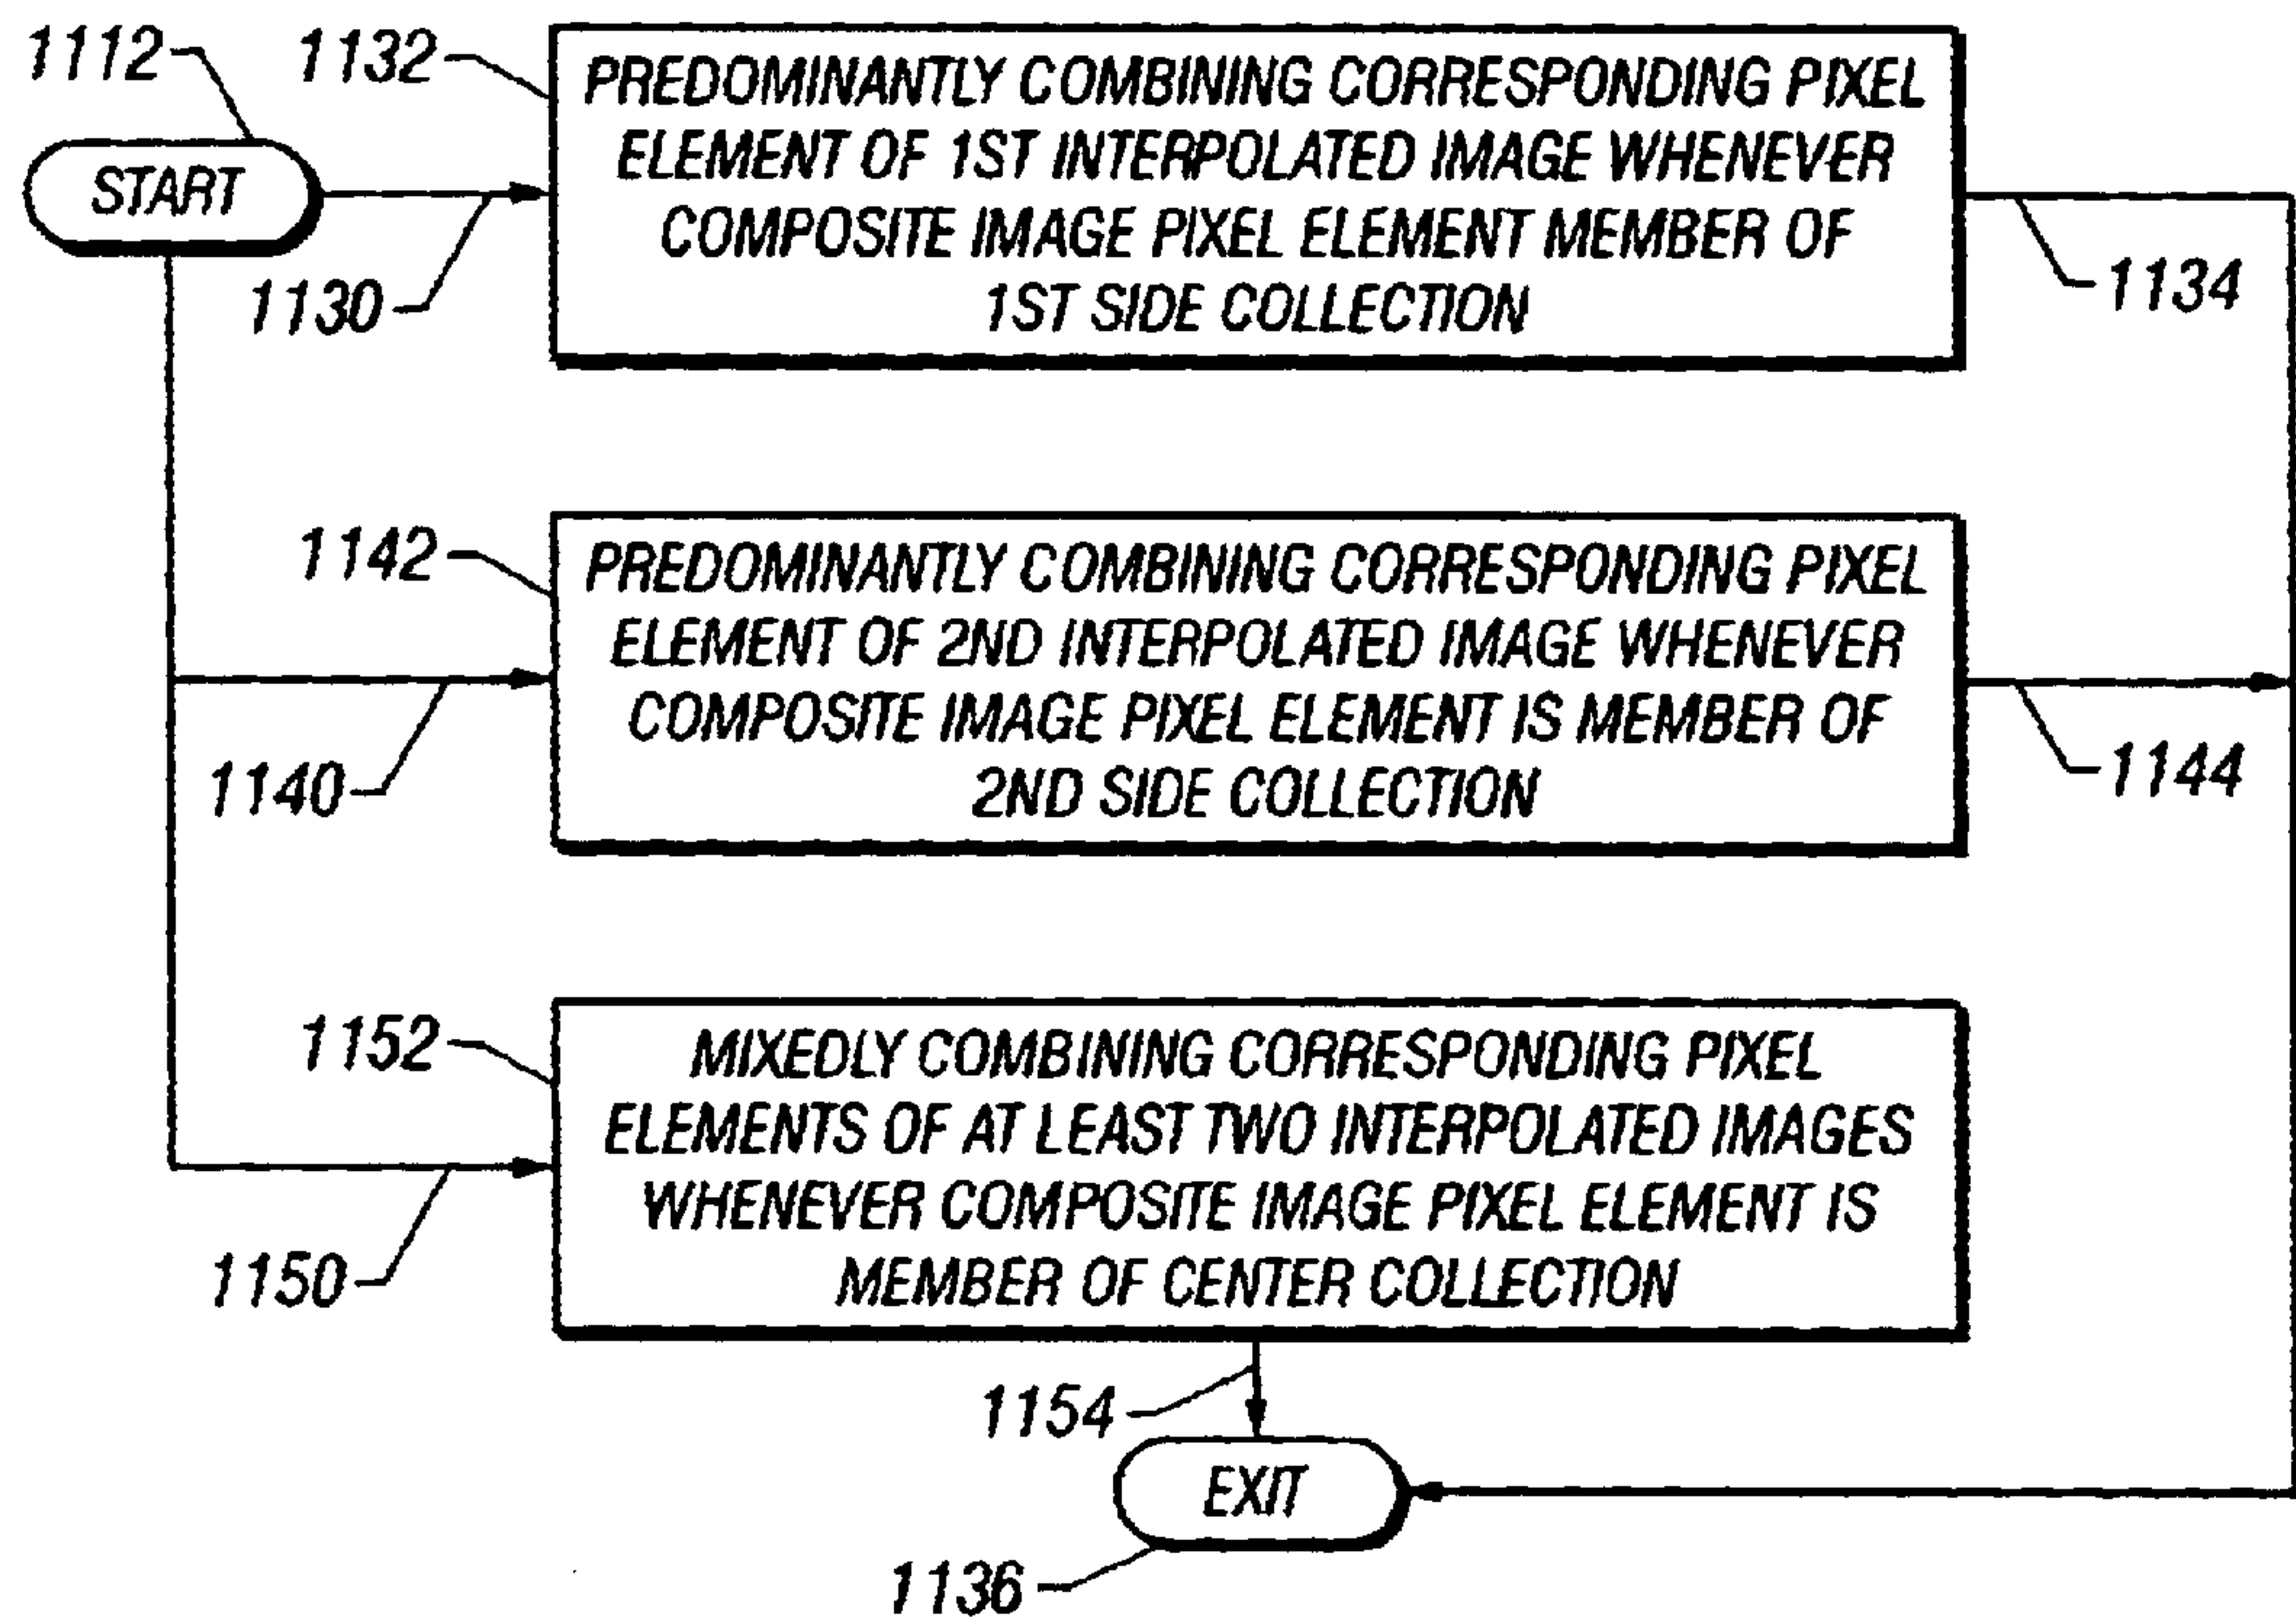 1112
1132
START
1130
PREDOMINANTLY COMBINING CORRESPONDING PIXEL
ELEMENT OF 1ST INTERPOLATED IMAGE WHENEVER
COMPOSITE IMAGE PIXEL ELEMENT MEMBER OF
1ST SIDE COLLECTION
1134
1142
1140
PREDOMINANTLY COMBINING CORRESPONDING PIXEL
ELEMENT OF 2ND INTERPOLATED IMAGE WHENEVER
COMPOSITE IMAGE PIXEL ELEMENT IS MEMBER OF
2ND SIDE COLLECTION
1144
1152
1150
MIXEDLY COMBINING CORRESPONDING PIXEL
ELEMENTS OF AT LEAST TWO INTERPOLATED IMAGES
WHENEVER COMPOSITE IMAGE PIXEL ELEMENT IS
MEMBER OF CENTER COLLECTION
1154
EXIT
1136